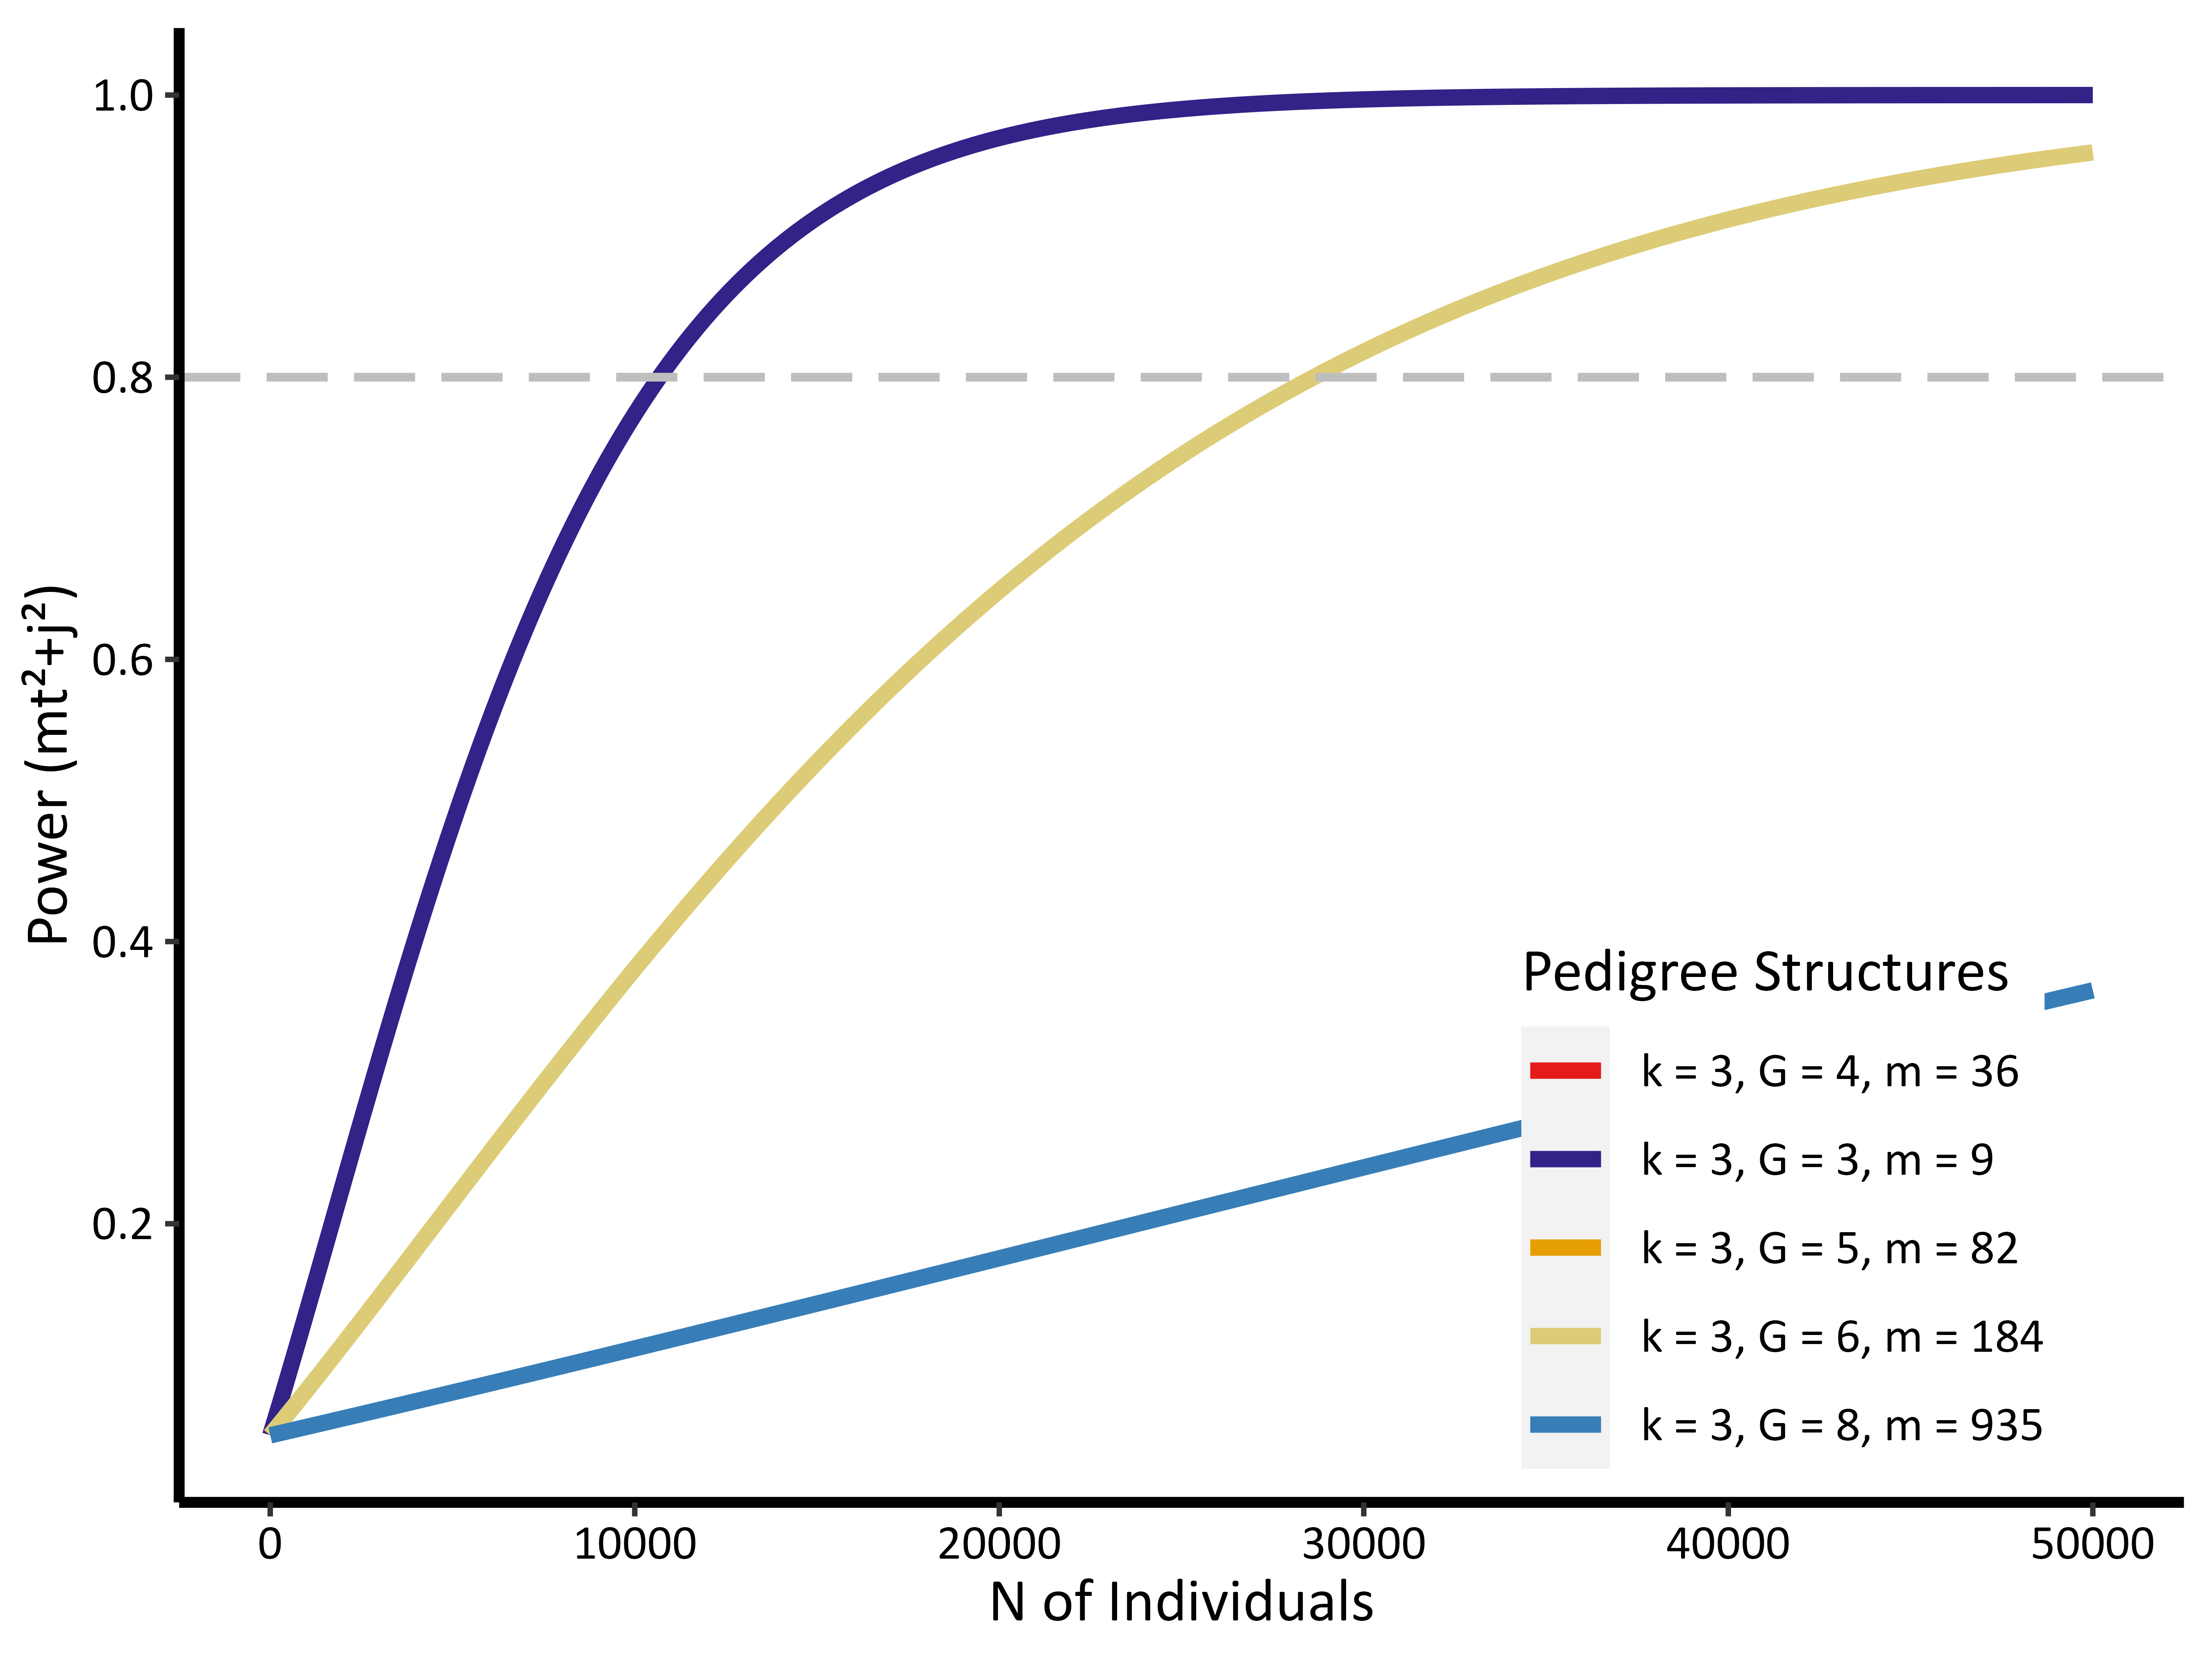 1.0
0.8
0.6
0.4
0.2
Power (mt²+j²)
Pedigree Structures
k = 3, G = 4, m = 36
k = 3, G = 3, m = 9
k = 3, G = 5, m = 82
k = 3, G = 6, m = 184
k = 3, G = 8, m = 935
0 10000 20000 30000 40000 50000
N of Individuals